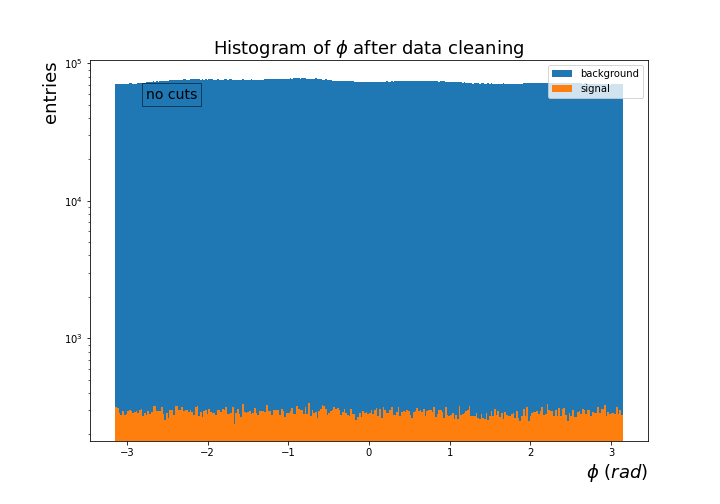 Histogram of ϕ after data cleaning
entries
10⁵
10⁴
10³
no cuts
background
signal
−3 −2 −1 0 1 2 3
ϕ (rad)